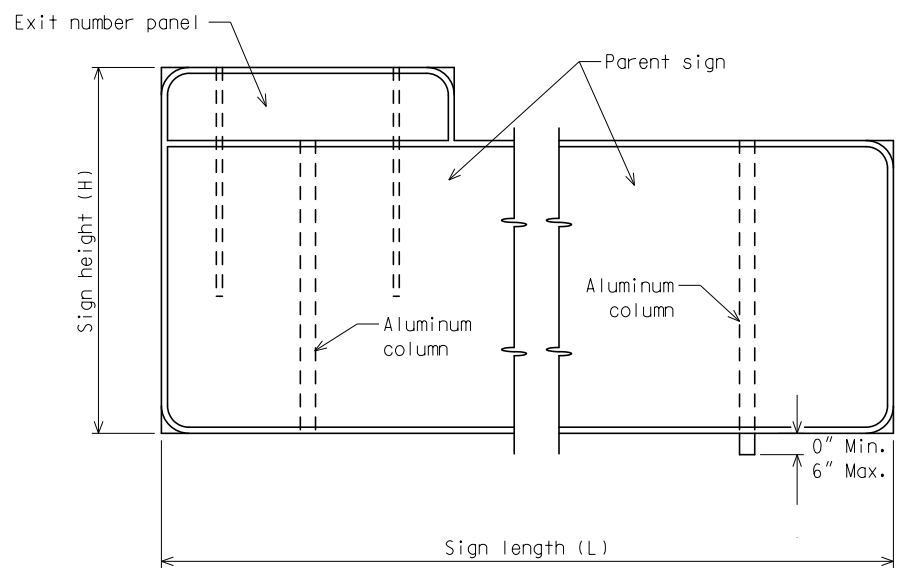 Exit number panel
Parent sign
Sign height (H)
Aluminum
column
Aluminum
column
0" Min.
6" Max.
Sign length (L)